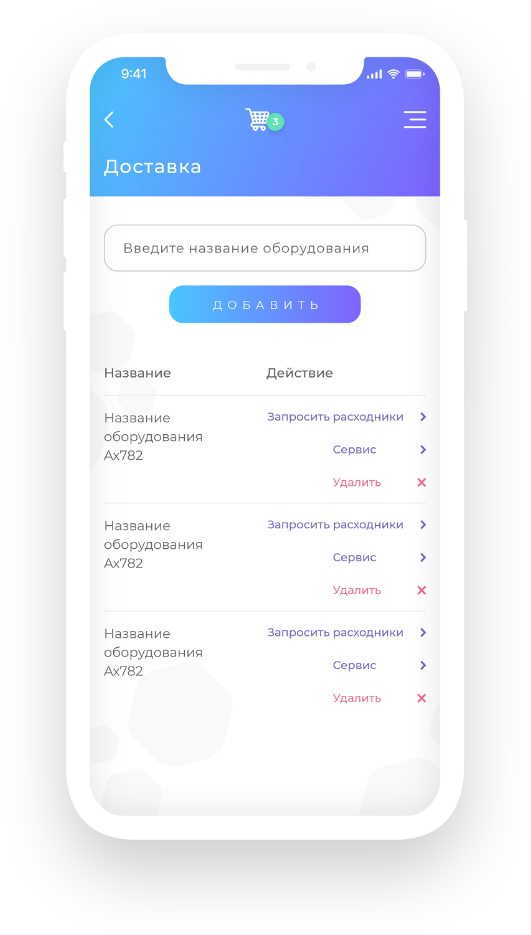 9:41
3
Доставка
Введите название оборудования
ДОБАВИТЬ
Название Действие
Название
оборудования
Ax782
Запросить расходники
Сервис
Удалить
Название
оборудования
Ax782
Запросить расходники
Сервис
Удалить
Название
оборудования
Ax782
Запросить расходники
Сервис
Удалить